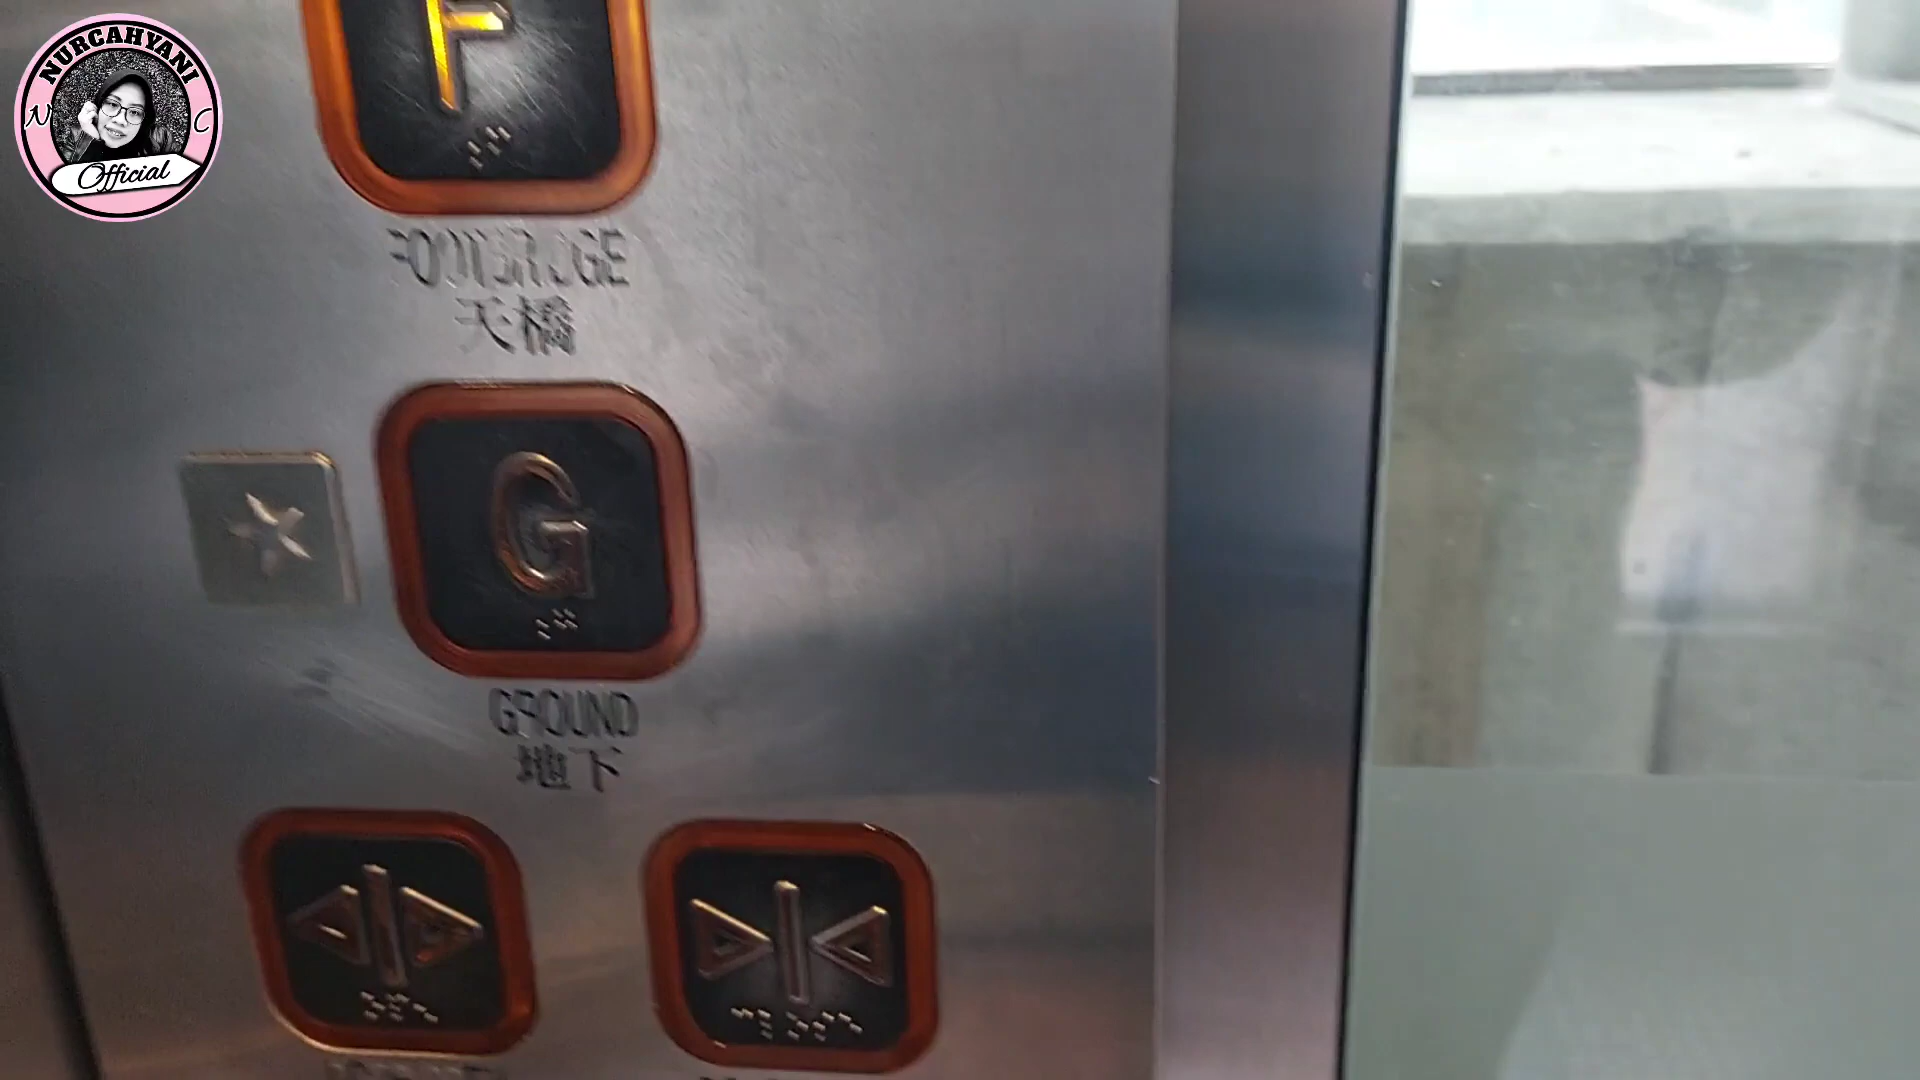 NURCAHYANI
N C
Official
F
FOOTBRIDGE
天橋
G
GROUND
地下